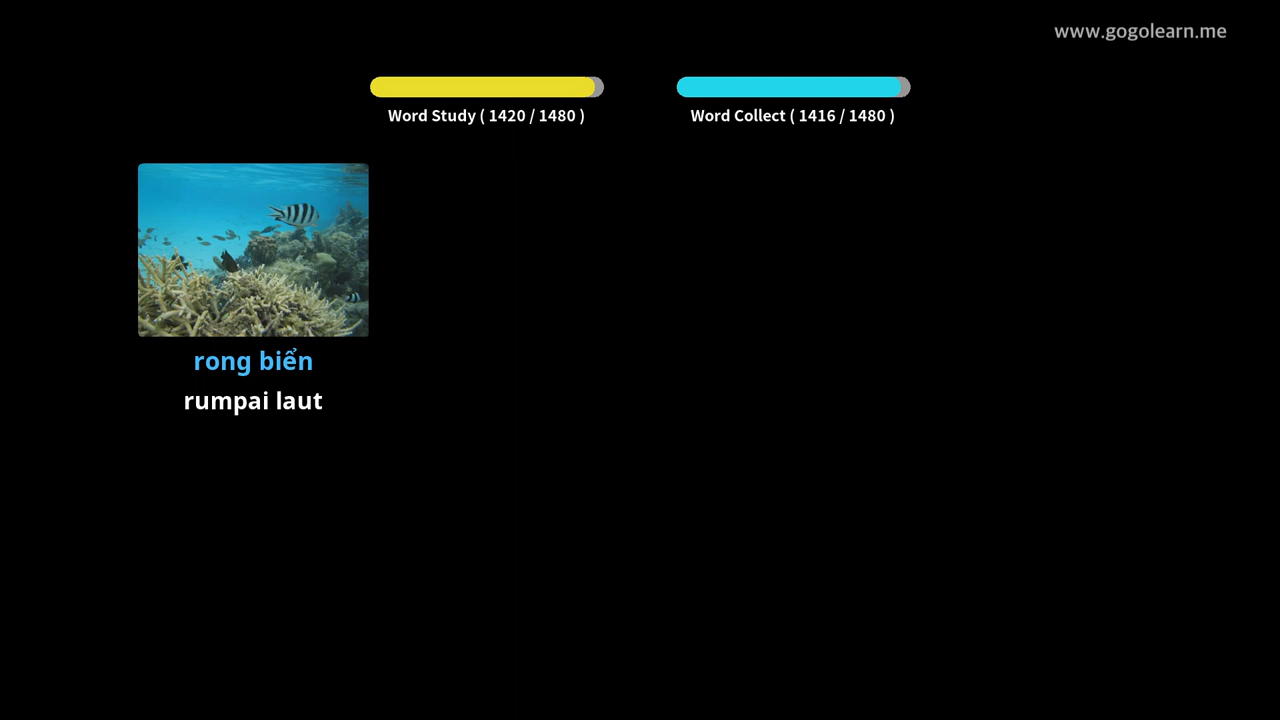 www.gogolearn.me
Word Study ( 1420 / 1480 )
Word Collect ( 1416 / 1480 )
rong biển
rumpai laut